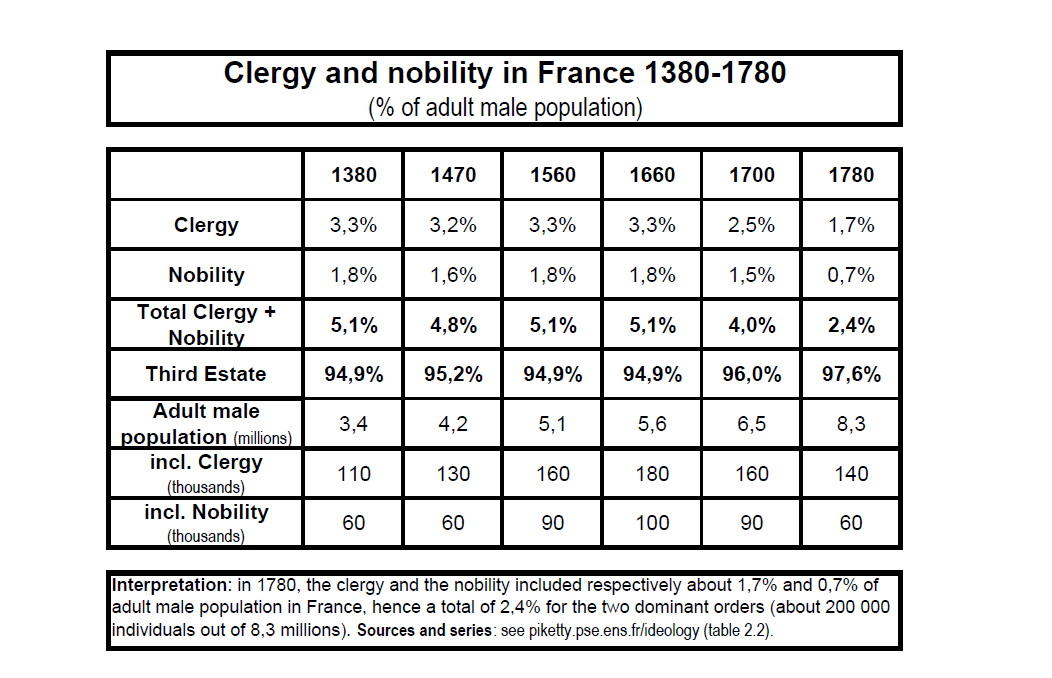 Clergy and nobility in France 1380-1780
(% of adult male population)
1380 1470 1560 1660 1700 1780
Clergy 3,3% 3,2% 3,3% 3,3% 2,5% 1,7%
Nobility 1,8% 1,6% 1,8% 1,8% 1,5% 0,7%
Total Clergy +
Nobility 5,1% 4,8% 5,1% 5,1% 4,0% 2,4%
Third Estate 94,9% 95,2% 94,9% 94,9% 96,0% 97,6%
Adult male
population (millions) 3,4 4,2 5,1 5,6 6,5 8,3
incl. Clergy
(thousands) 110 130 160 180 160 140
incl. Nobility
(thousands) 60 60 90 100 90 60
Interpretation: in 1780, the clergy and the nobility included respectively about 1,7% and 0,7% of
adult male population in France, hence a total of 2,4% for the two dominant orders (about 200 000
individuals out of 8,3 millions). Sources and series: see piketty.pse.ens.fr/ideology (table 2.2).